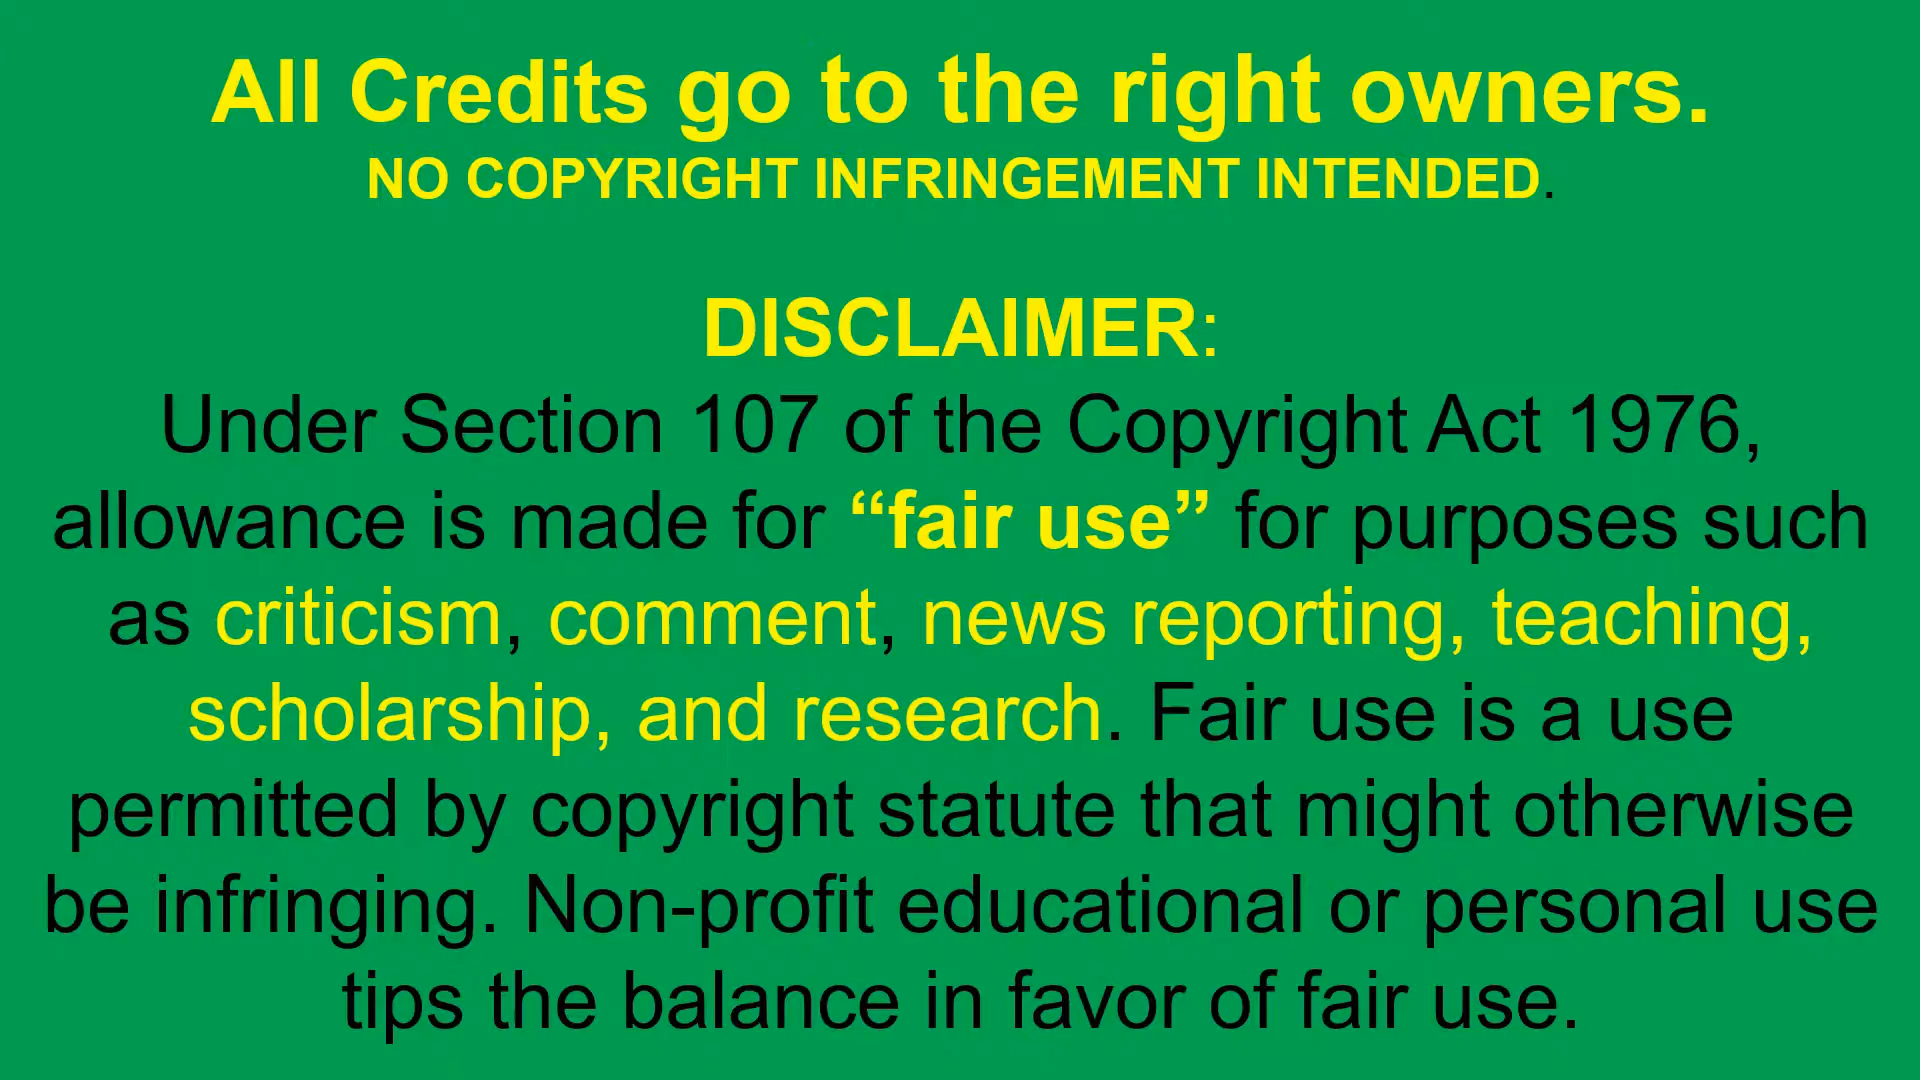 All Credits go to the right owners.
NO COPYRIGHT INFRINGEMENT INTENDED.
DISCLAIMER:
Under Section 107 of the Copyright Act 1976,
allowance is made for “fair use” for purposes such
as criticism, comment, news reporting, teaching,
scholarship, and research. Fair use is a use
permitted by copyright statute that might otherwise
be infringing. Non-profit educational or personal use
tips the balance in favor of fair use.